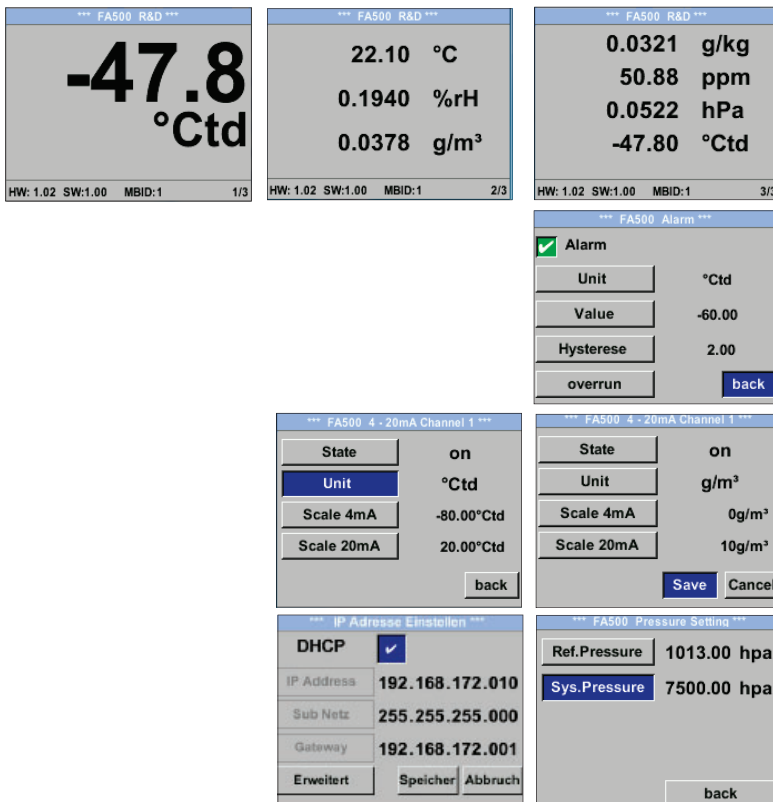 *** FA500 R&D ***
-47.8
°Ctd
HW: 1.02 SW:1.00 MBID:1 1/3
*** FA500 R&D ***
22.10 °C
0.1940 %rH
0.0378 g/m³
HW: 1.02 SW:1.00 MBID:1 2/3
*** FA500 R&D ***
0.0321 g/kg
50.88 ppm
0.0522 hPa
-47.80 °Ctd
HW: 1.02 SW:1.00 MBID:1 3/3
*** FA500 Alarm ***
Alarm
Unit °Ctd
Value -60.00
Hysterese 2.00
overrun back
*** FA500 4 - 20mA Channel 1 ***
State on
Unit °Ctd
Scale 4mA -80.00°Ctd
Scale 20mA 20.00°Ctd
back
*** FA500 4 - 20mA Channel 1 ***
State on
Unit g/m³
Scale 4mA 0g/m³
Scale 20mA 10g/m³
Save Cancel
*** IP Adresse Einstellen ***
DHCP
IP Address 192.168.172.010
Sub Netz 255.255.255.000
Gateway 192.168.172.001
Erweitert Speicher Abbruch
*** FA500 Pressure Setting ***
Ref.Pressure 1013.00 hpa
Sys.Pressure 7500.00 hpa
back